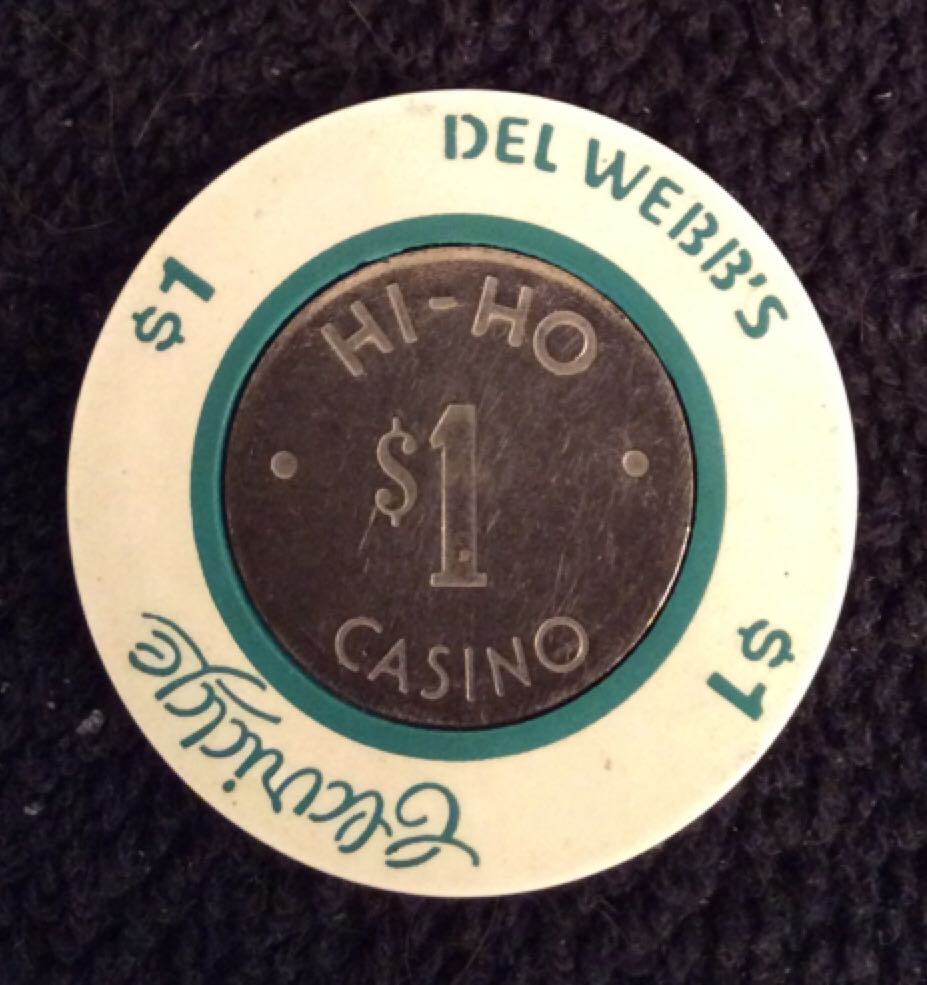 DEL WEBB'S
$1
$1
Claridge
HI-HO
$1
CASINO